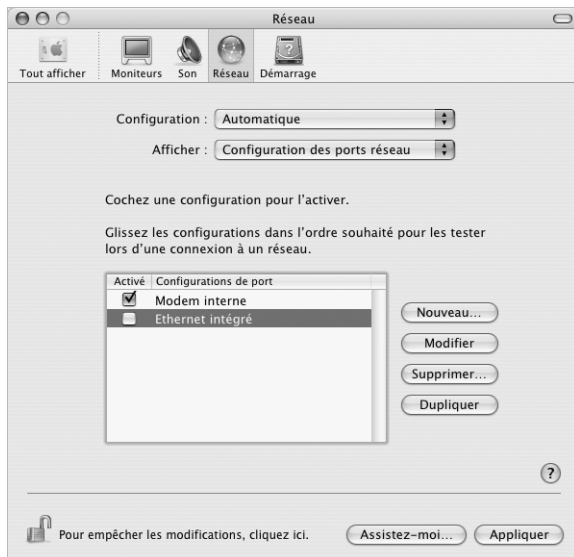 Réseau
Tout afficher
Moniteurs
Son
Réseau
Démarrage
Configuration :
Automatique
Afficher :
Configuration des ports réseau
Cochez une configuration pour l'activer.
Glissez les configurations dans l'ordre souhaité pour les tester
lors d'une connexion à un réseau.
Activé
Configurations de port
Modem interne
Ethernet intégré
Nouveau...
Modifier
Supprimer...
Dupliquer
?
Pour empêcher les modifications, cliquez ici.
Assistez-moi...
Appliquer